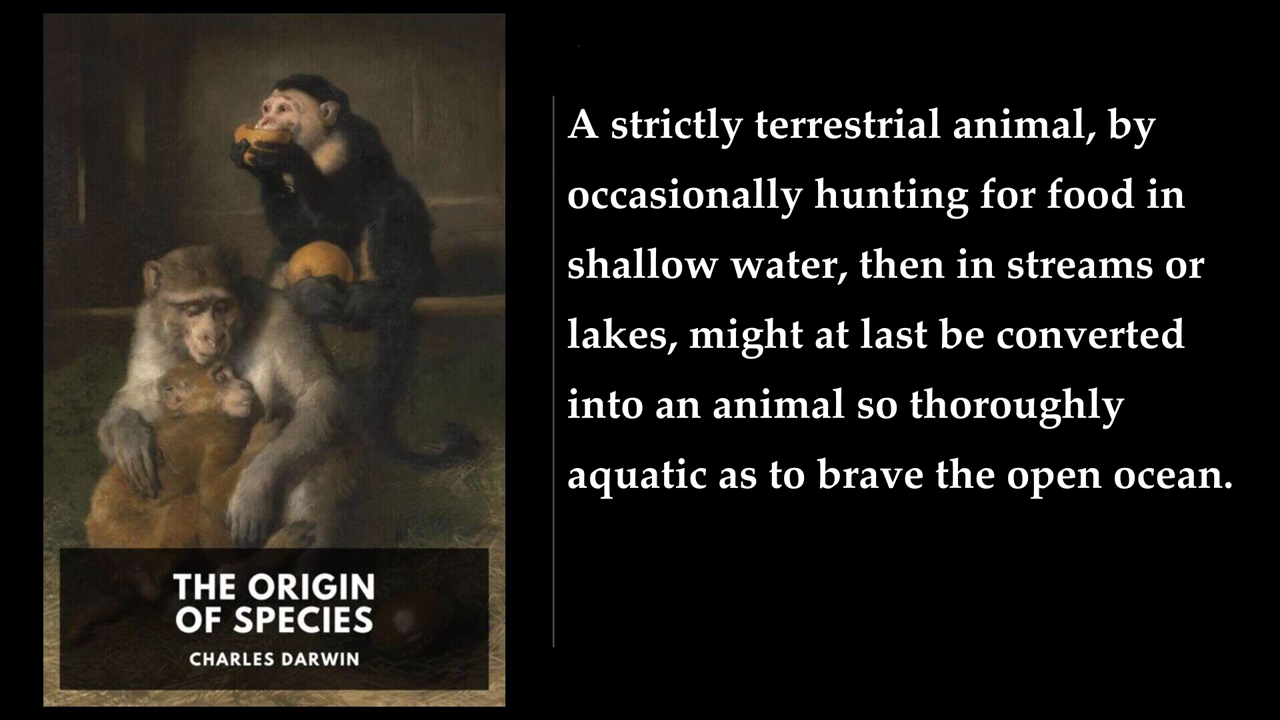 A strictly terrestrial animal, by
occasionally hunting for food in
shallow water, then in streams or
lakes, might at last be converted
into an animal so thoroughly
aquatic as to brave the open ocean.
THE ORIGIN
OF SPECIES
CHARLES DARWIN